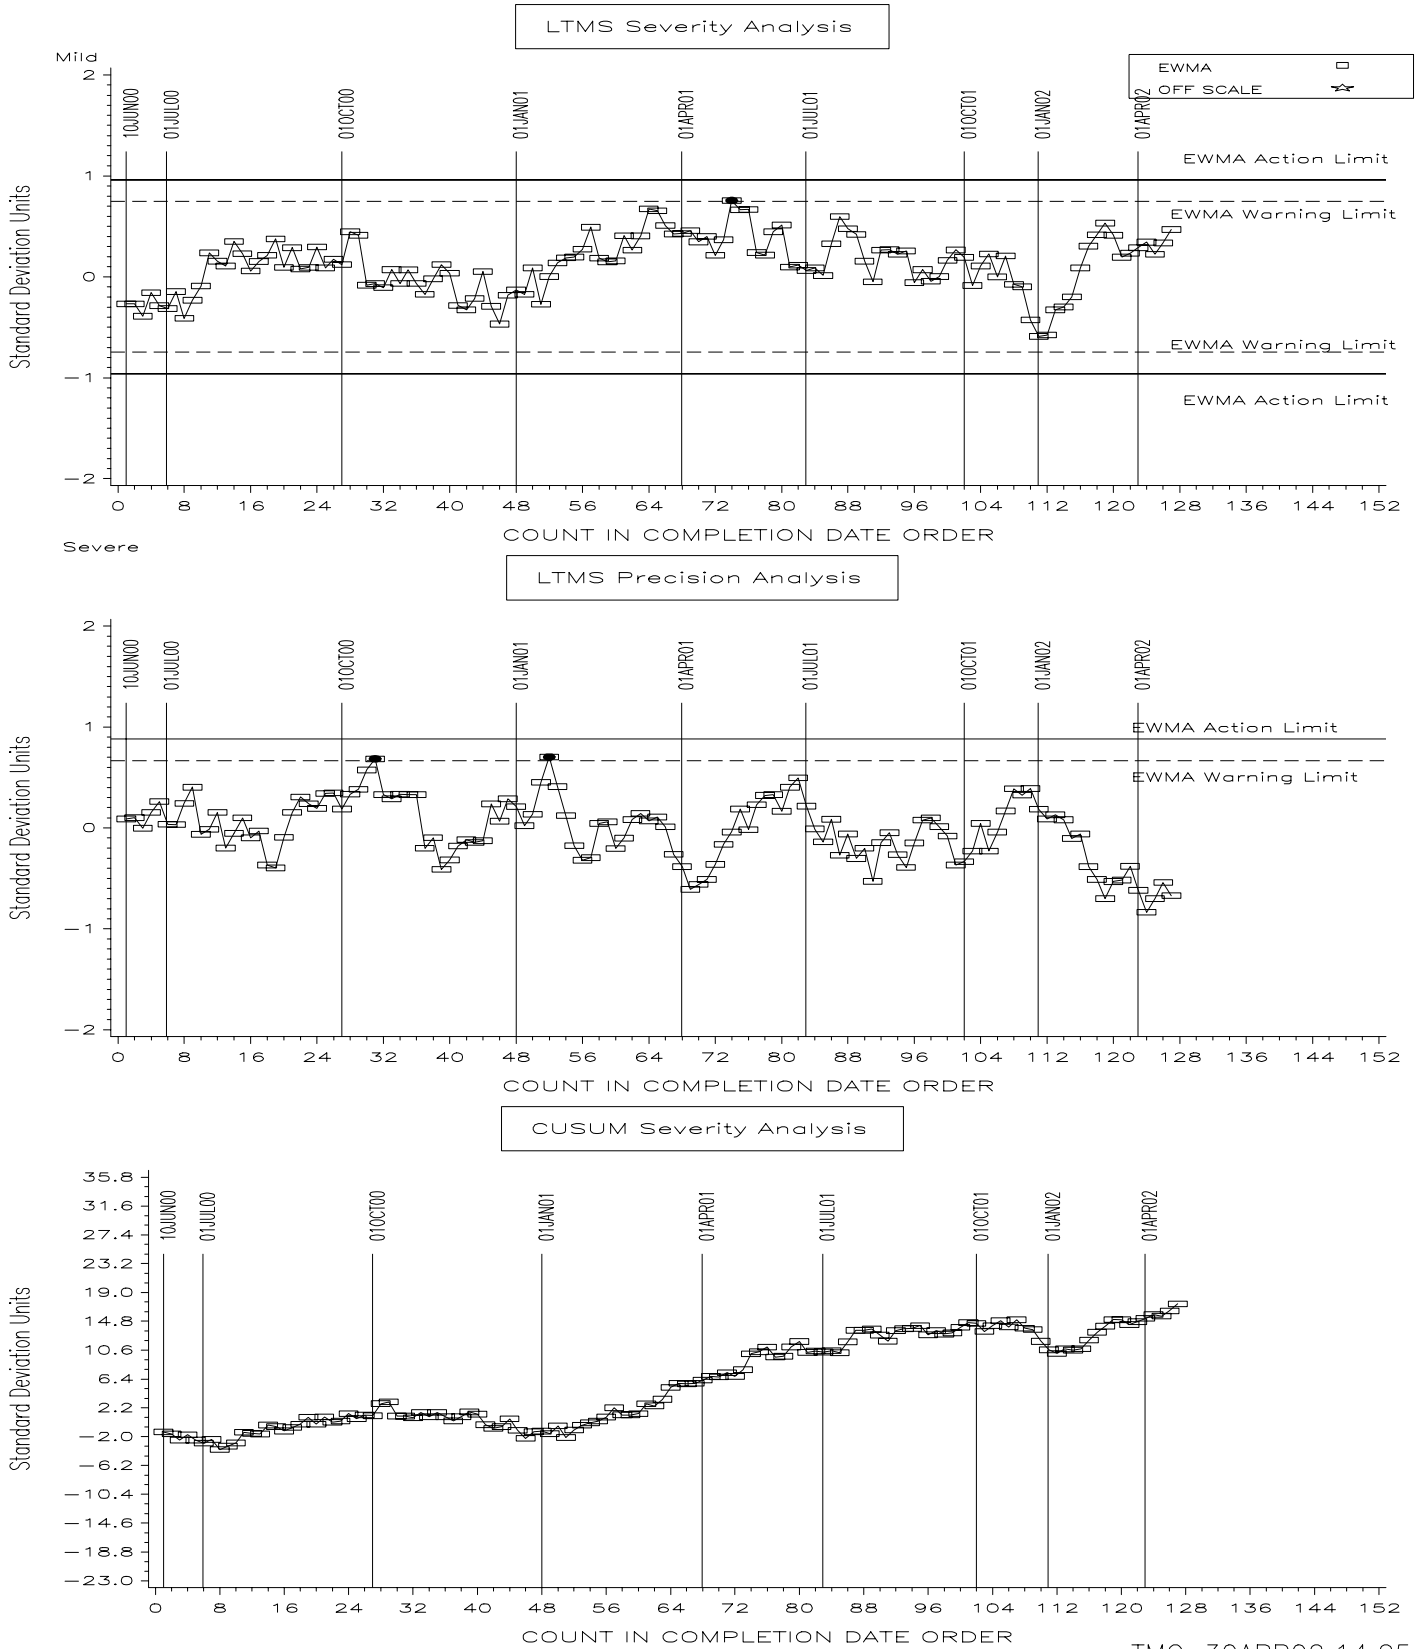 LTMS Severity Analysis
Mild
EWMA
OFF SCALE
2
1
0
−1
−2
Standard Deviation Units
10JUN00
01JUL00
01OCT00
01JAN01
01APR01
01JUL01
01OCT01
01JAN02
01APR02
EWMA Action Limit
EWMA Warning Limit
EWMA Warning Limit
EWMA Action Limit
0 8 16 24 32 40 48 56 64 72 80 88 96 104 112 120 128 136 144 152
COUNT IN COMPLETION DATE ORDER
Severe
LTMS Precision Analysis
2
1
0
−1
−2
Standard Deviation Units
10JUN00
01JUL00
01OCT00
01JAN01
01APR01
01JUL01
01OCT01
01JAN02
01APR02
EWMA Action Limit
EWMA Warning Limit
0 8 16 24 32 40 48 56 64 72 80 88 96 104 112 120 128 136 144 152
COUNT IN COMPLETION DATE ORDER
CUSUM Severity Analysis
35.8
31.6
27.4
23.2
19.0
14.8
10.6
6.4
2.2
−2.0
−6.2
−10.4
−14.6
−18.8
−23.0
Standard Deviation Units
10JUN00
01JUL00
01OCT00
01JAN01
01APR01
01JUL01
01OCT01
01JAN02
01APR02
0 8 16 24 32 40 48 56 64 72 80 88 96 104 112 120 128 136 144 152
COUNT IN COMPLETION DATE ORDER